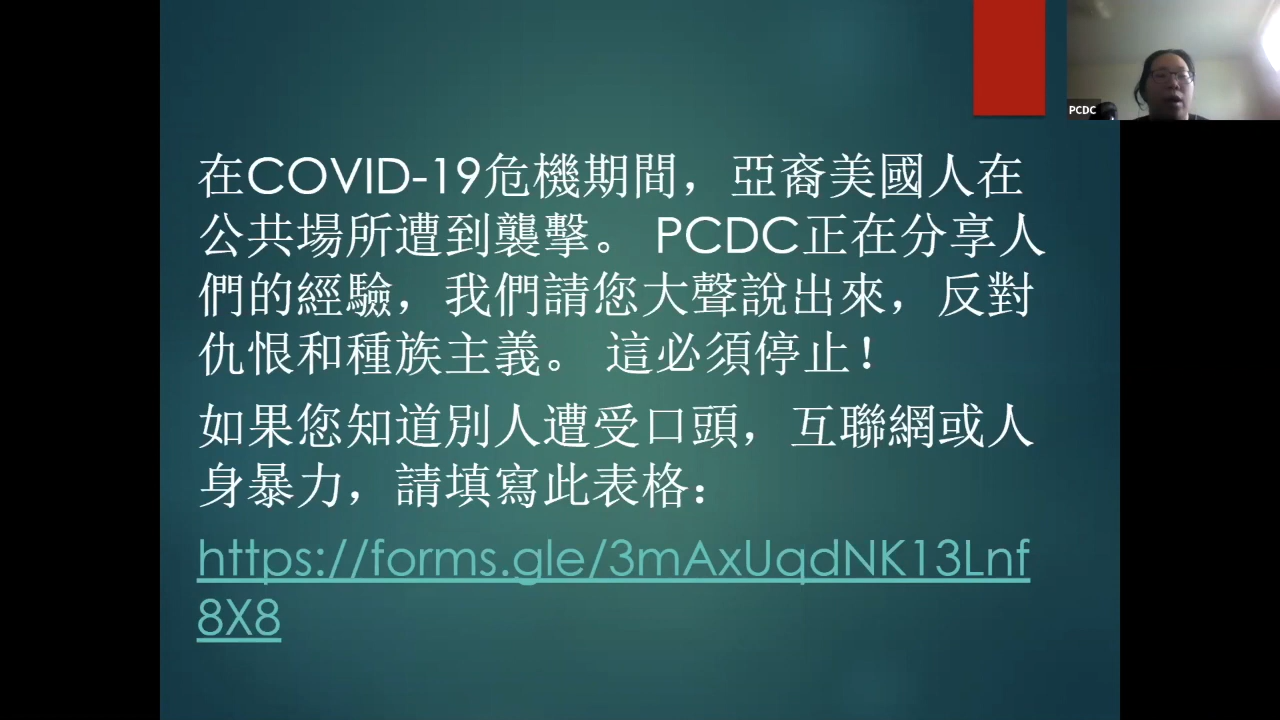 在COVID-19危機期間，亞裔美國人在
公共場所遭到襲擊。 PCDC正在分享人
們的經驗，我們請您大聲說出來，反對
仇恨和種族主義。 這必須停止！
如果您知道別人遭受口頭，互聯網或人
身暴力，請填寫此表格：
https://forms.gle/3mAxUqdNK13Lnf
8X8
PCDC